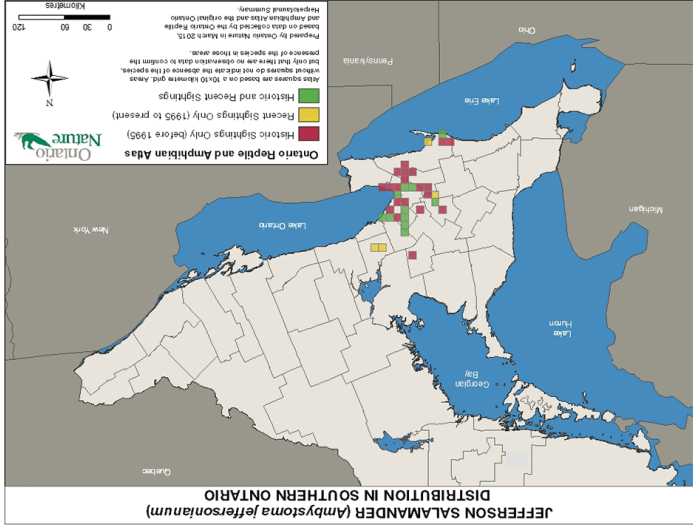 JEFFERSON SALAMANDER (Ambystoma jeffersonianum)
DISTRIBUTION IN SOUTHERN ONTARIO
Quebec
Georgian
Bay
Lake
Huron
Michigan
Lake Ontario
New York
Lake Erie
Pennsylvania
Ohio
Ontario
Nature
Ontario Reptile and Amphibian Atlas
Historic Sightings Only (before 1995)
Recent Sightings Only (1995 to present)
Historic and Recent Sightings
N
Atlas squares are based on a 10x10 kilometer grid. Areas
without squares do not indicate the absence of the species,
but only that there are no observations data to confirm the
presence of the species in those areas.
Prepared by Ontario Nature in March 2015,
based on data collected by the Ontario Reptile
and Amphibian Atlas and the original Ontario
Herpetofaunal Summary.
0 30 60 120
Kilometres